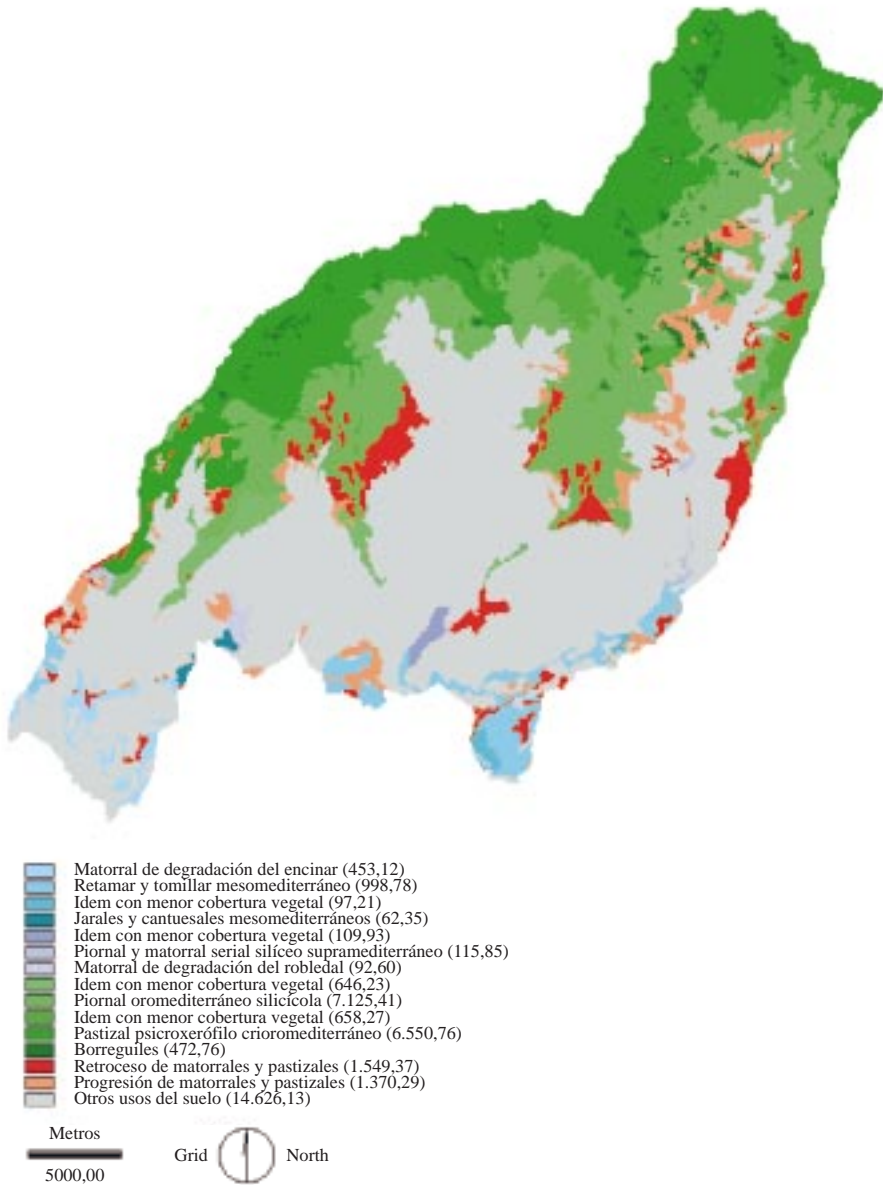 Matorral de degradación del encinar (453,12)
Retamar y tomillar mesomediterráneo (998,78)
Idem con menor cobertura vegetal (97,21)
Jarales y cantuesales mesomediterráneos (62,35)
Idem con menor cobertura vegetal (109,93)
Piornal y matorral serial silíceo supramediterráneo (115,85)
Matorral de degradación del robledal (92,60)
Idem con menor cobertura vegetal (646,23)
Piornal oromediterráneo silicícola (7.125,41)
Idem con menor cobertura vegetal (658,27)
Pastizal psicroxerófilo crioromediterráneo (6.550,76)
Borreguiles (472,76)
Retroceso de matorrales y pastizales (1.549,37)
Progresión de matorrales y pastizales (1.370,29)
Otros usos del suelo (14.626,13)
Metros
5000,00
Grid North